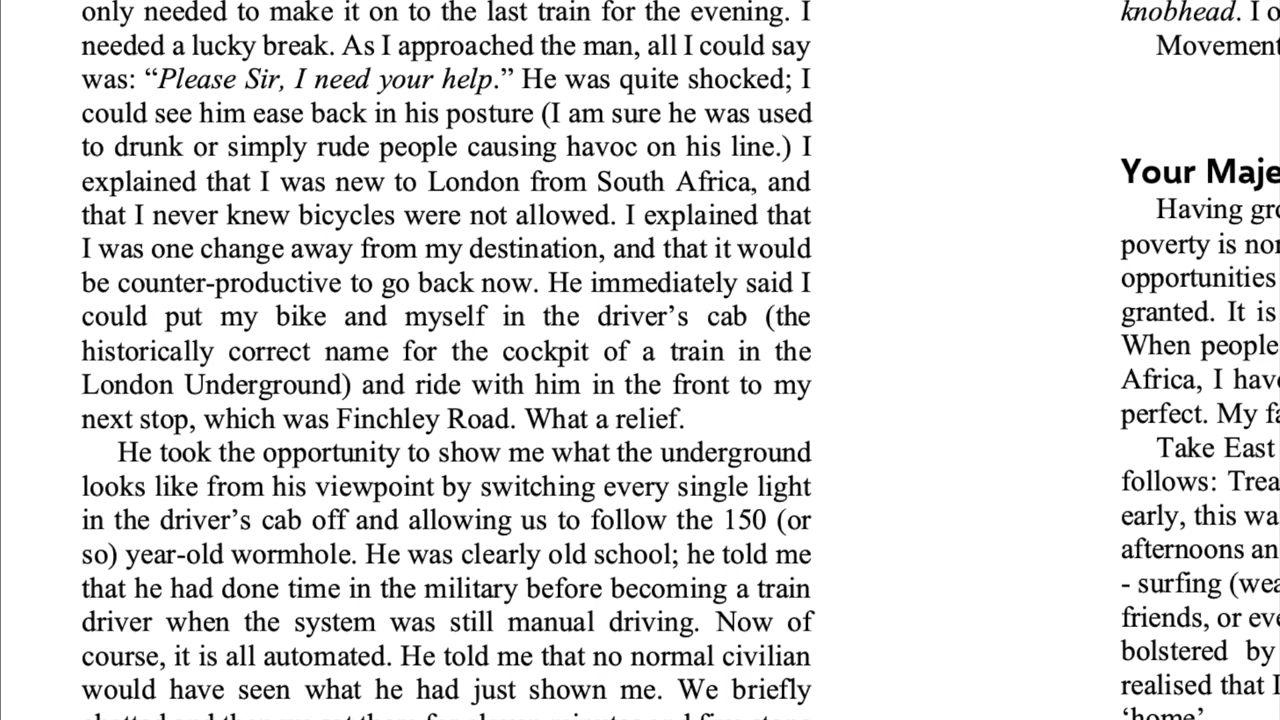 only needed to make it on to the last train for the evening. I
needed a lucky break. As I approached the man, all I could say
was: “Please Sir, I need your help.” He was quite shocked; I
could see him ease back in his posture (I am sure he was used
to drunk or simply rude people causing havoc on his line.) I
explained that I was new to London from South Africa, and
that I never knew bicycles were not allowed. I explained that
I was one change away from my destination, and that it would
be counter-productive to go back now. He immediately said I
could put my bike and myself in the driver’s cab (the
historically correct name for the cockpit of a train in the
London Underground) and ride with him in the front to my
next stop, which was Finchley Road. What a relief.
He took the opportunity to show me what the underground
looks like from his viewpoint by switching every single light
in the driver’s cab off and allowing us to follow the 150 (or
so) year-old wormhole. He was clearly old school; he told me
that he had done time in the military before becoming a train
driver when the system was still manual driving. Now of
course, it is all automated. He told me that no normal civilian
would have seen what he had just shown me. We briefly
knobhead. I o
Movement
Your Maje
Having gro
poverty is nor
opportunities
granted. It is
When people
Africa, I have
perfect. My fa
Take East
follows: Trea
early, this wa
afternoons an
- surfing (wea
friends, or eve
bolstered by
realised that I
‘home’